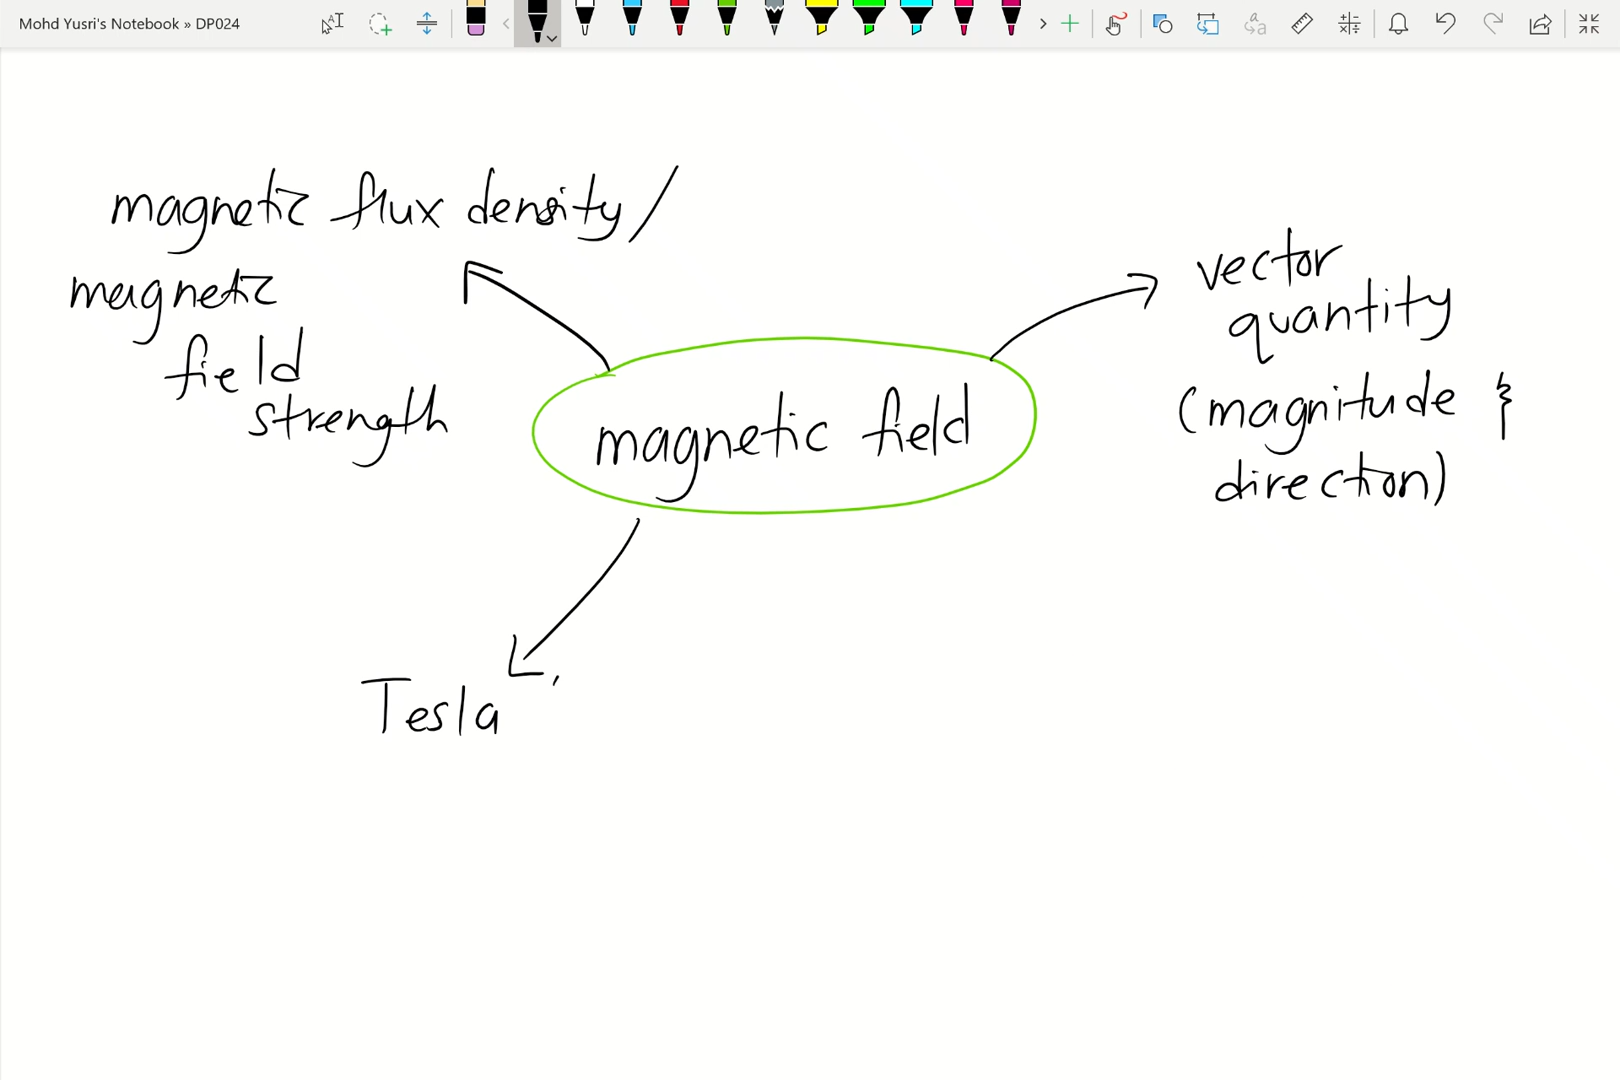 Mohd Yusri's Notebook » DP024
magnetic flux density/
magnetic
field
strength
magnetic field
vector
quantity
(magnitude &
direction)
Tesla ,